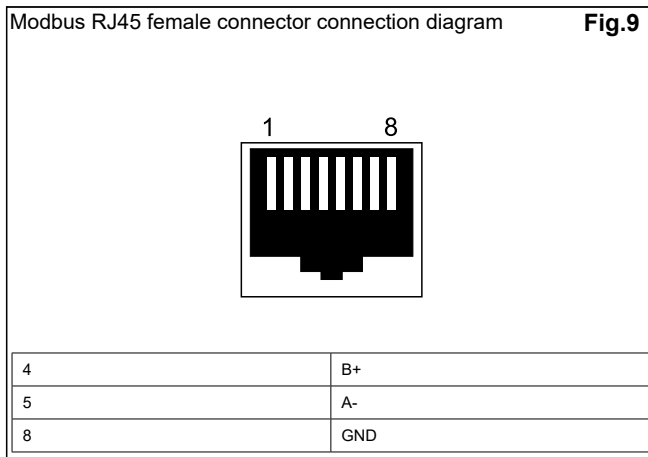 Modbus RJ45 female connector connection diagram Fig.9
1 8
4 B+
5 A-
8 GND